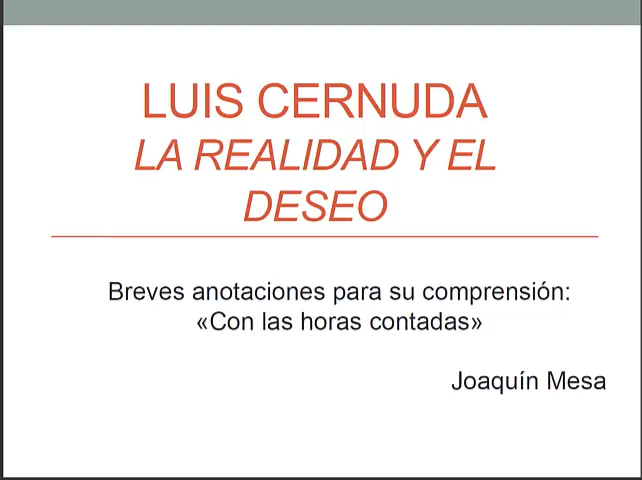 LUIS CERNUDA
LA REALIDAD Y EL
DESEO
Breves anotaciones para su comprensión:
«Con las horas contadas»
Joaquín Mesa